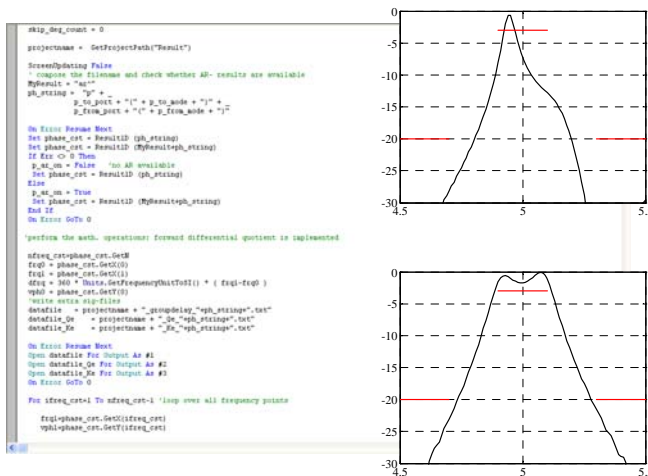 skip_deg_count = 0
projectname = GetProjectPath("Result")
ScreenUpdating False
' compose the filename and check whether AR- results are available
MyResult = "ar^"
ph_string = "p" + _
p_to_port + "(" + p_to_mode + ")" + _
p_from_port + "(" + p_from_mode + ")"
On Error Resume Next
Set phase_cst = Result1D (ph_string)
Set phase_cst = Result1D (MyResult+ph_string)
If Err <> 0 Then
p_ar_on = False 'no AR available
Set phase_cst = Result1D (ph_string)
Else
p_ar_on = True
Set phase_cst = Result1D (MyResult+ph_string)
End If
On Error GoTo 0
'perform the math. operations: forward differential quotient is implemented
nfreq_cst=phase_cst.GetN
frq0 = phase_cst.GetX(0)
frq1 = phase_cst.GetX(1)
dfrq = 360 * Units.GetFrequencyUnitToSI() * ( frq1-frq0 )
vph0 = phase_cst.GetY(0)
'write extra sig-files
datafile = projectname + "_groupdelay_"+ph_string+".txt"
datafile_Qe = projectname + "_Qe_"+ph_string+".txt"
datafile_Ke = projectname + "_Ke_"+ph_string+".txt"
On Error Resume Next
Open datafile For Output As #1
Open datafile_Qe For Output As #2
Open datafile_Ke For Output As #3
On Error GoTo 0
For ifreq_cst=1 To nfreq_cst-1 'loop over all frequency points
frq1=phase_cst.GetX(ifreq_cst)
vph1=phase_cst.GetY(ifreq_cst)
0
-5
-10
-15
-20
-25
-30
4.5
5
5.
0
-5
-10
-15
-20
-25
-30
4.5
5
5.